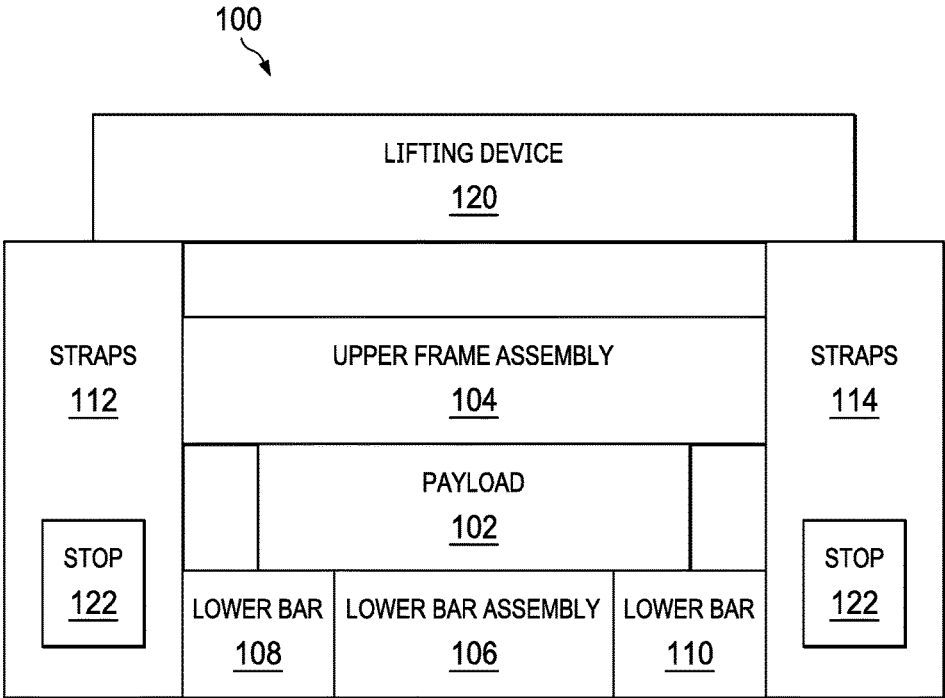 100
LIFTING DEVICE
120
STRAPS
112
UPPER FRAME ASSEMBLY
104
STRAPS
114
PAYLOAD
102
STOP
122
STOP
122
LOWER BAR
108
LOWER BAR ASSEMBLY
106
LOWER BAR
110